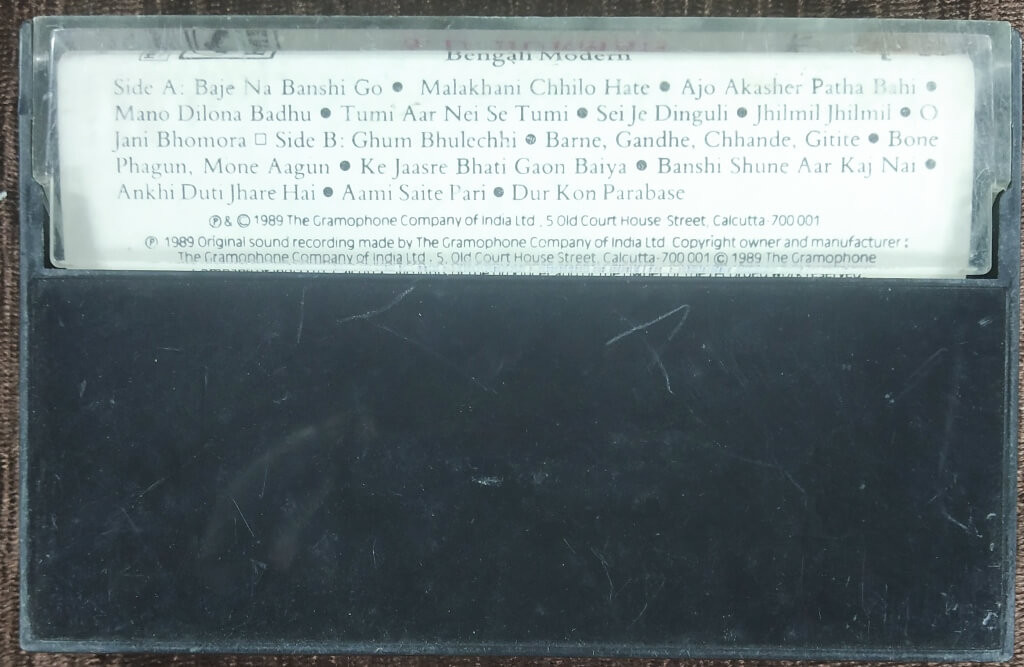 Bengali Modern
Side A: Baje Na Banshi Go ● Malakhani Chhilo Hate ● Ajo Akasher Patha Bahi ●
Mano Dilona Badhu ● Tumi Aar Nei Se Tumi ● Sei Je Dinguli ● Jhilmil Jhilmil ● O
Jani Bhomora □ Side B: Ghum Bhulechhi ● Barne, Gandhe, Chhande, Gitite ● Bone
Phagun, Mone Aagun ● Ke Jaasre Bhati Gaon Baiya ● Banshi Shune Aar Kaj Nai ●
Ankhi Duti Jhare Hai ● Aami Saite Pari ● Dur Kon Parabase
℗ & © 1989 The Gramophone Company of India Ltd., 5 Old Court House Street, Calcutta-700 001
℗ 1989 Original sound recording made by The Gramophone Company of India Ltd. Copyright owner and manufacturer :
The Gramophone Company of India Ltd., 5, Old Court House Street, Calcutta-700 001 © 1989 The Gramophone